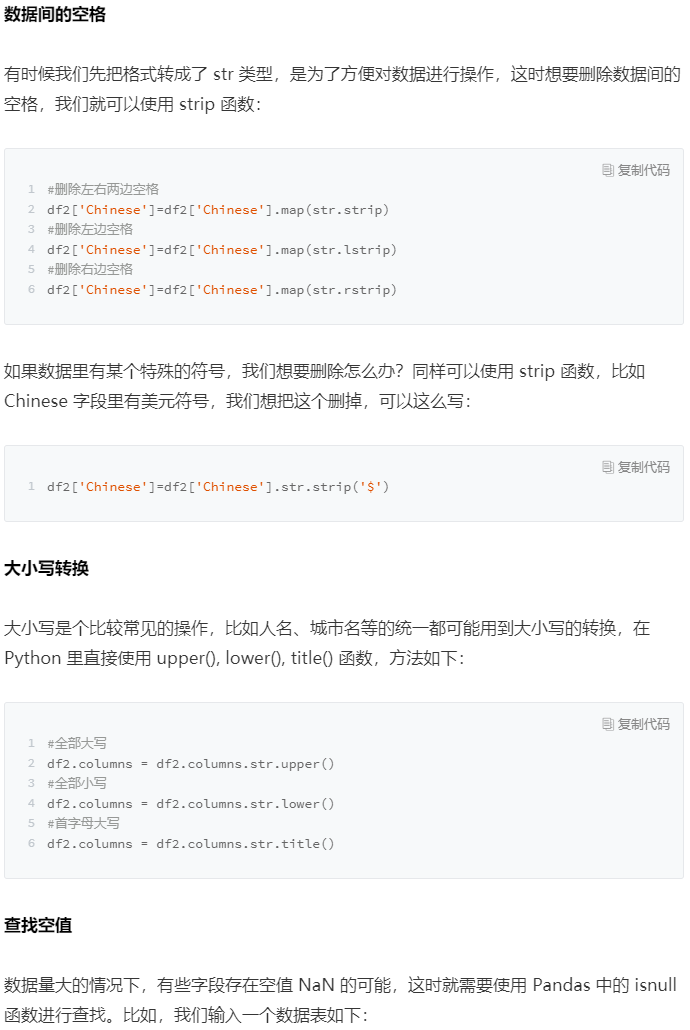 数据间的空格
有时候我们先把格式转成了 str 类型，是为了方便对数据进行操作，这时想要删除数据间的
空格，我们就可以使用 strip 函数：
复制代码
1 #删除左右两边空格
2 df2['Chinese']=df2['Chinese'].map(str.strip)
3 #删除左边空格
4 df2['Chinese']=df2['Chinese'].map(str.lstrip)
5 #删除右边空格
6 df2['Chinese']=df2['Chinese'].map(str.rstrip)
如果数据里有某个特殊的符号，我们想要删除怎么办？同样可以使用 strip 函数，比如
Chinese 字段里有美元符号，我们想把这个删掉，可以这么写：
复制代码
1 df2['Chinese']=df2['Chinese'].str.strip('$')
大小写转换
大小写是个比较常见的操作，比如人名、城市名等的统一都可能用到大小写的转换，在
Python 里直接使用 upper(), lower(), title() 函数，方法如下：
复制代码
1 #全部大写
2 df2.columns = df2.columns.str.upper()
3 #全部小写
4 df2.columns = df2.columns.str.lower()
5 #首字母大写
6 df2.columns = df2.columns.str.title()
查找空值
数据量大的情况下，有些字段存在空值 NaN 的可能，这时就需要使用 Pandas 中的 isnull
函数进行查找。比如，我们输入一个数据表如下：